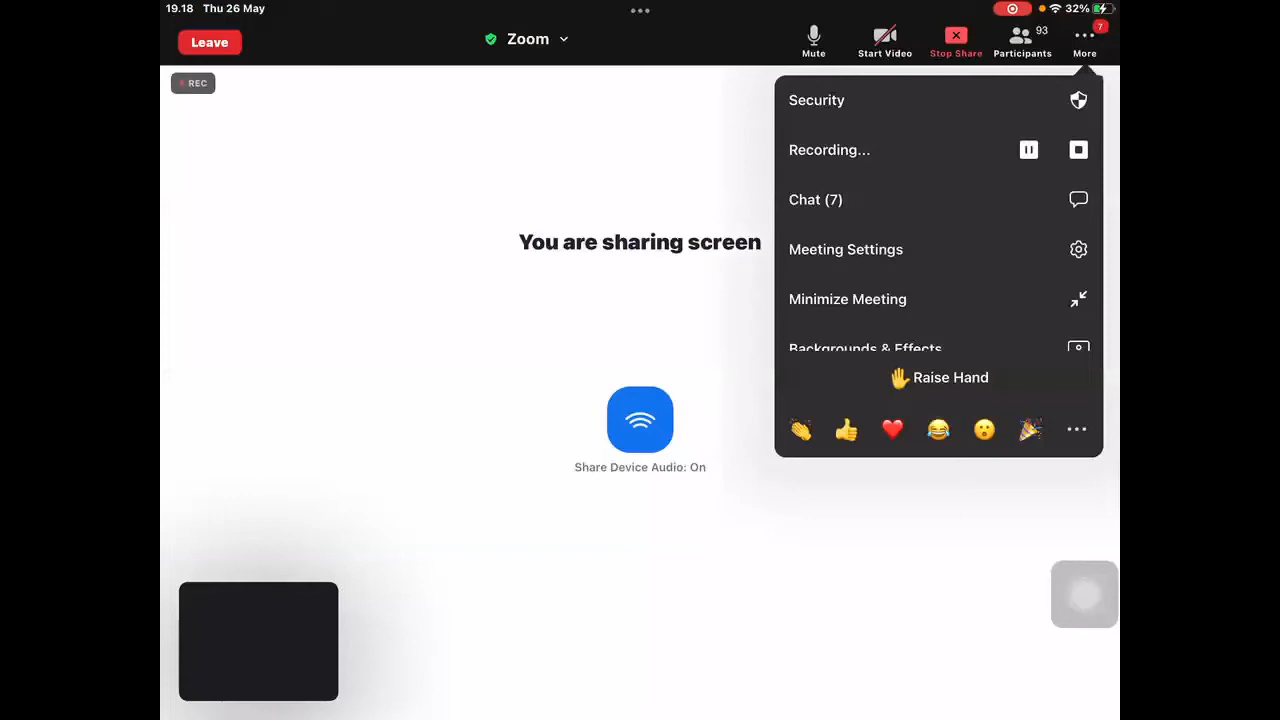 19.18 Thu 26 May
32%
Leave
Zoom
Mute
Start Video
Stop Share
93
Participants
7
More
REC
Security
Recording...
Chat (7)
Meeting Settings
Minimize Meeting
Backgrounds & Effects
Raise Hand
You are sharing screen
Share Device Audio: On